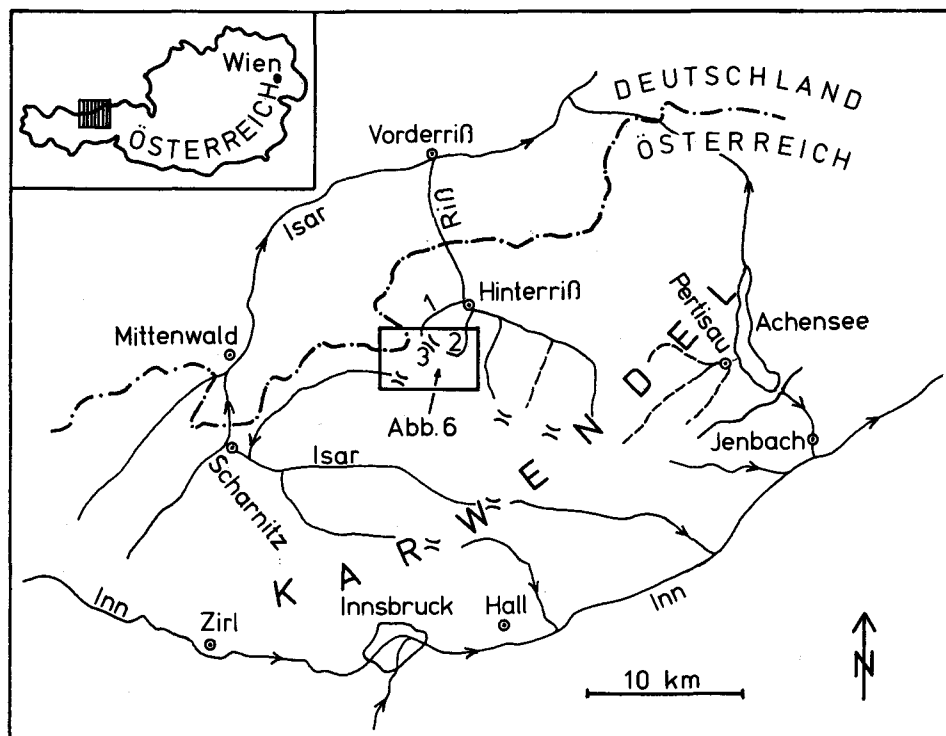 Wien
ÖSTERREICH
DEUTSCHLAND
ÖSTERREICH
Vorderriß
Isar
Riß
Hinterriß
1
2
3
Mittenwald
Pertisau
Achensee
Abb. 6
Jenbach
Scharnitz
Isar
KARWENDEL
Inn
Zirl
Innsbruck
Hall
Inn
10 km
N